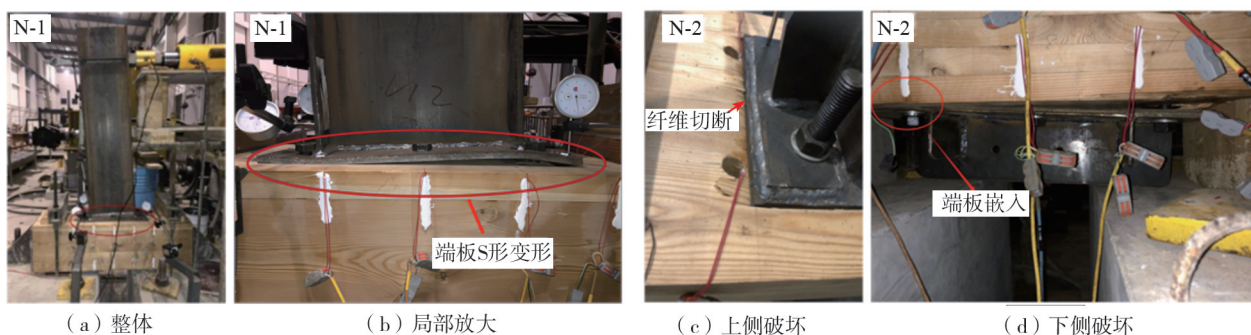 N-1
N-1
N-2
N-2
纤维切断
端板嵌入
端板S形变形
(a)整体
(b)局部放大
(c)上侧破坏
(d)下侧破坏